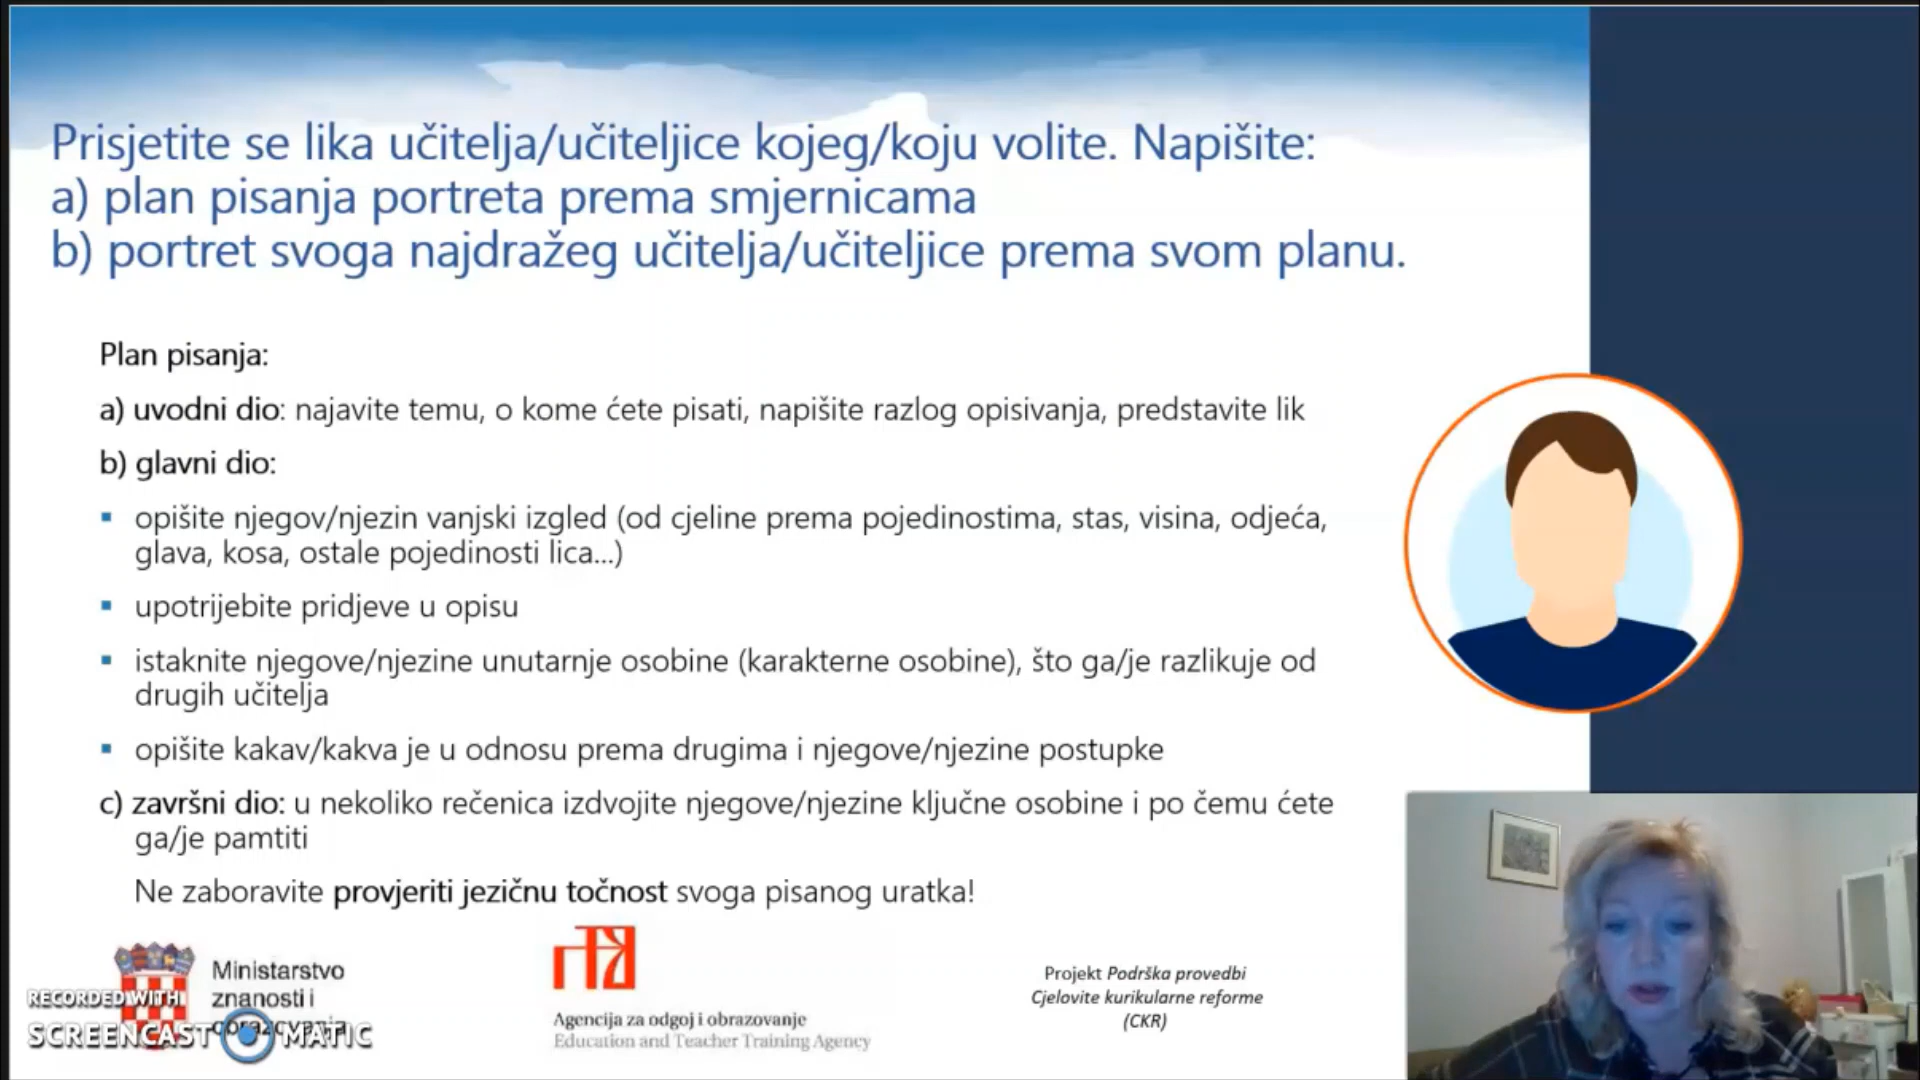 Prisjetite se lika učitelja/učiteljice kojeg/koju volite. Napišite:
a) plan pisanja portreta prema smjernicama
b) portret svoga najdražeg učitelja/učiteljice prema svom planu.
Plan pisanja:
a) uvodni dio: najavite temu, o kome ćete pisati, napišite razlog opisivanja, predstavite lik
b) glavni dio:
opišite njegov/njezin vanjski izgled (od cjeline prema pojedinostima, stas, visina, odjeća,
glava, kosa, ostale pojedinosti lica...)
upotrijebite pridjeve u opisu
istaknite njegove/njezine unutarnje osobine (karakterne osobine), što ga/je razlikuje od
drugih učitelja
opišite kakav/kakva je u odnosu prema drugima i njegove/njezine postupke
c) završni dio: u nekoliko rečenica izdvojite njegove/njezine ključne osobine i po čemu ćete
ga/je pamtiti
Ne zaboravite provjeriti jezičnu točnost svoga pisanog uratka!
Ministarstvo
znanosti i
obrazovanja
RECORDED WITH
SCREENCAST MATIC
Agencija za odgoj i obrazovanje
Education and Teacher Training Agency
Projekt Podrška provedbi
Cjelovite kurikularne reforme
(CKR)